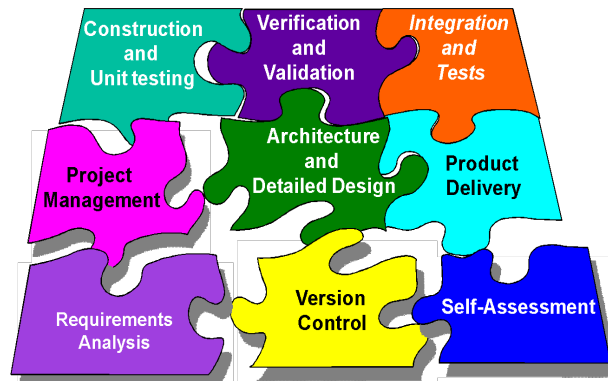 Construction
and
Unit testing
Verification
and
Validation
Integration
and
Tests
Project
Management
Architecture
and
Detailed Design
Product
Delivery
Requirements
Analysis
Version
Control
Self-Assessment